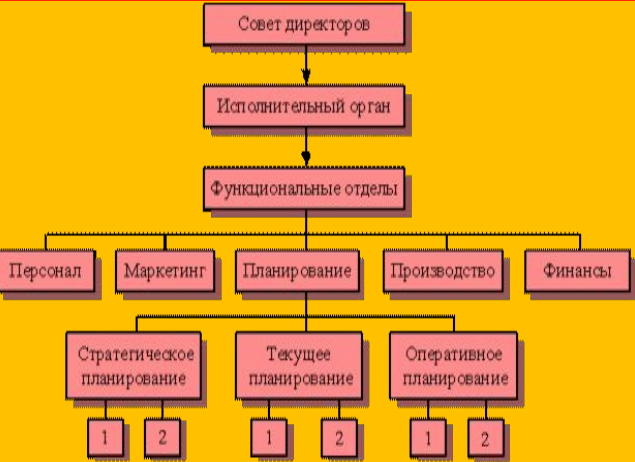 Совет директоров
Исполнительный орган
Функциональные отделы
Персонал
Маркетинг
Планирование
Производство
Финансы
Стратегическое
планирование
Текущее
планирование
Оперативное
планирование
1
2
1
2
1
2